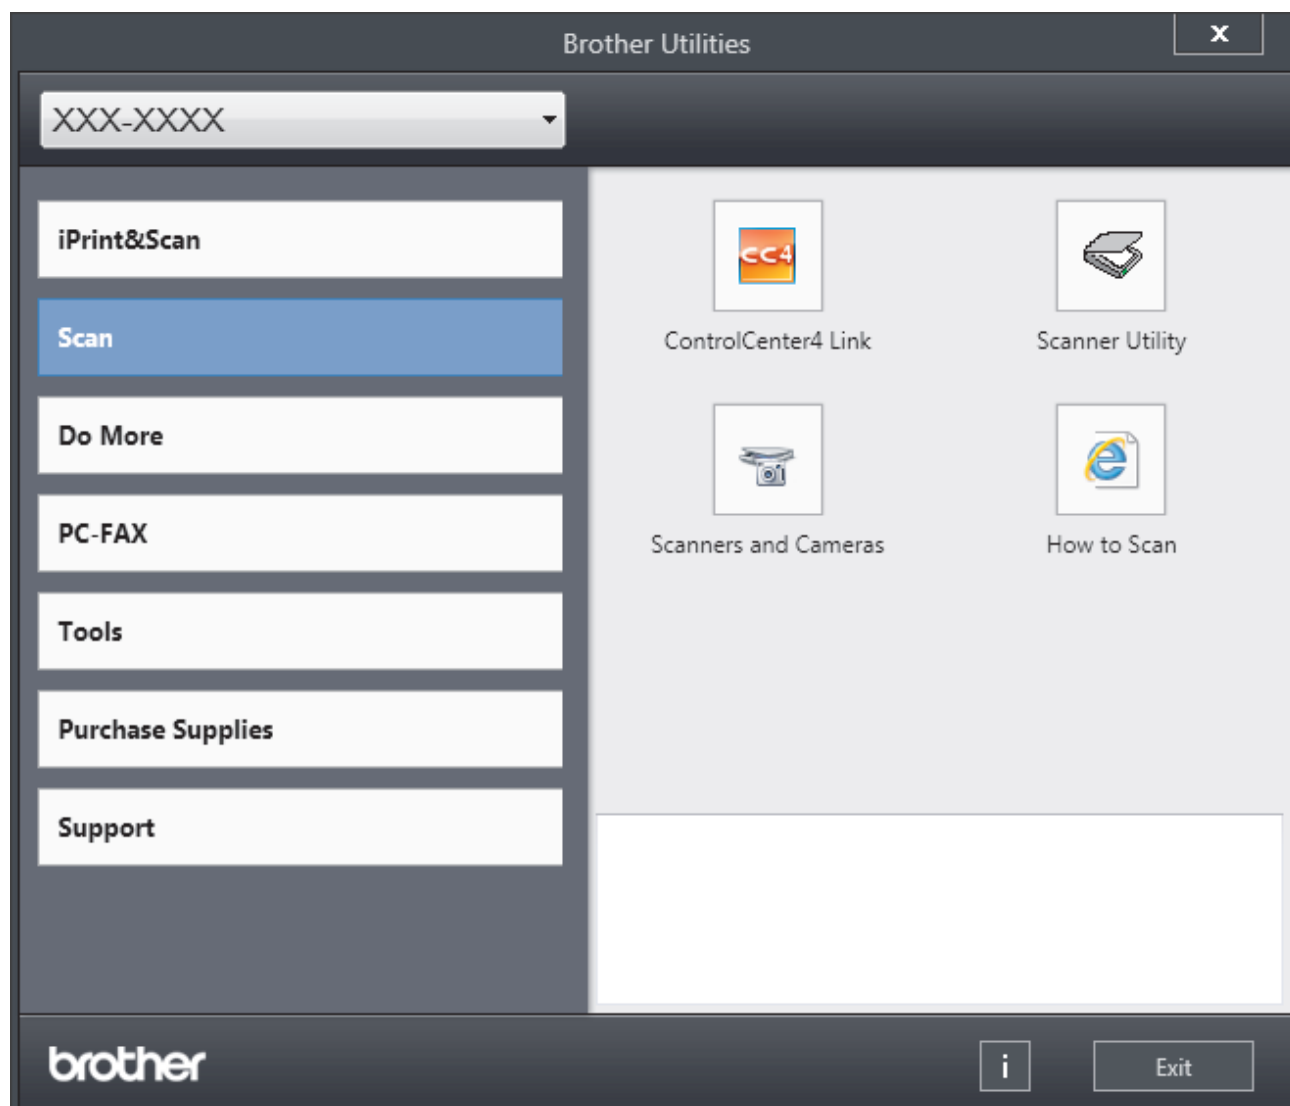 Brother Utilities
x
XXX-XXXX
iPrint&Scan
Scan
Do More
PC-FAX
Tools
Purchase Supplies
Support
CC4
ControlCenter4 Link
Scanner Utility
Scanners and Cameras
How to Scan
brother
i
Exit